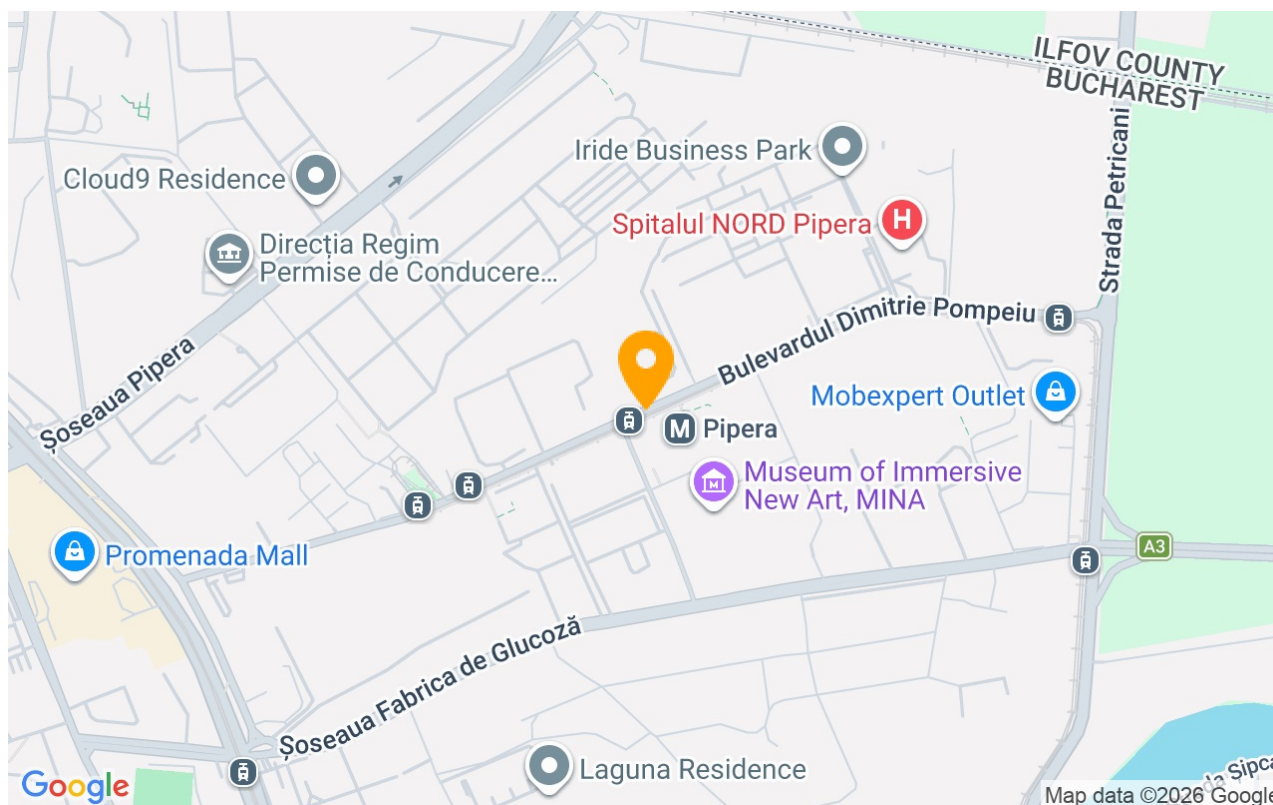 ILFOV COUNTY
BUCHAREST
Iride Business Park
Strada Petricani
Cloud9 Residence
Spitalul NORD Pipera
H
Direcția Regim
Permise de Conducere...
Bulevardul Dimitrie Pompeiu
Șoseaua Pipera
Mobexpert Outlet
M Pipera
Museum of Immersive
New Art, MINA
Promenada Mall
A3
Șoseaua Fabrica de Glucoză
Laguna Residence
Google
Map data ©2026 Google